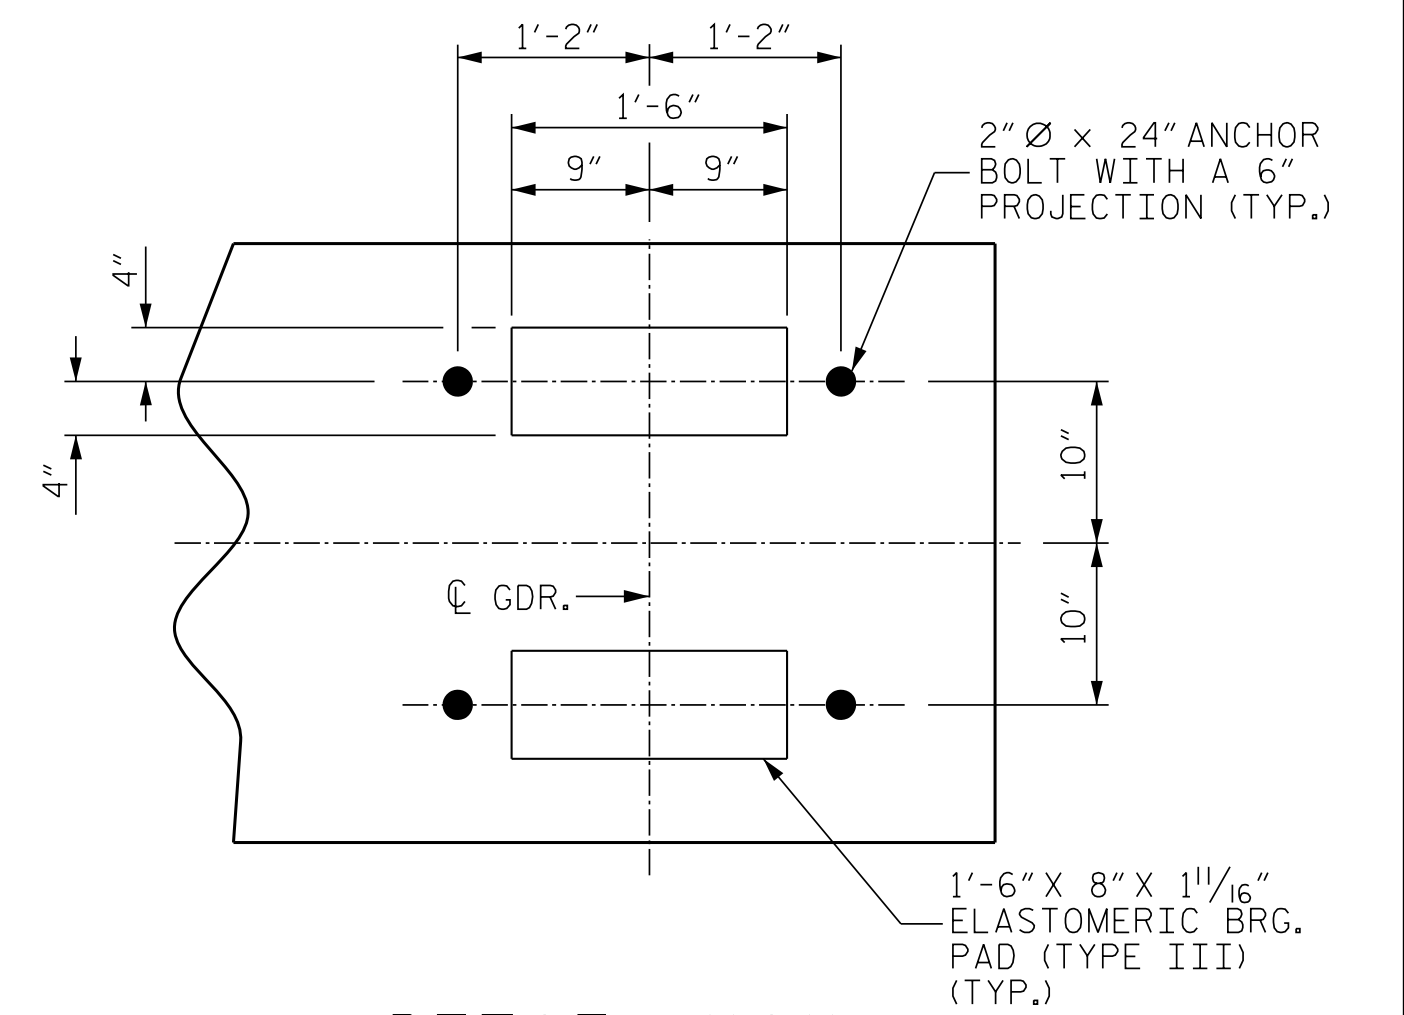 1'-2" 1'-2"
1'-6"
9" 9"
2"Ø x 24" ANCHOR
BOLT WITH A 6"
PROJECTION (TYP.)
4"
4"
10"
10"
℄ GDR.
1'-6" X 8" X 1 11/16"
ELASTOMERIC BRG.
PAD (TYPE III)
(TYP.)